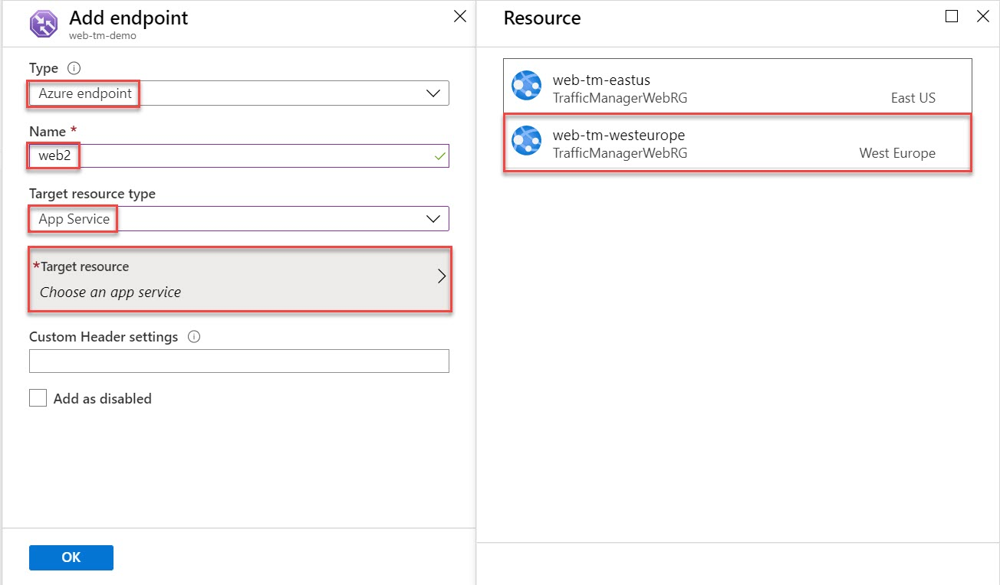 Add endpoint
web-tm-demo
Type
Azure endpoint
Name *
web2
Target resource type
App Service
*Target resource
Choose an app service
Custom Header settings
Add as disabled
OK
Resource
web-tm-eastus
TrafficManagerWebRG
East US
web-tm-westeurope
TrafficManagerWebRG
West Europe